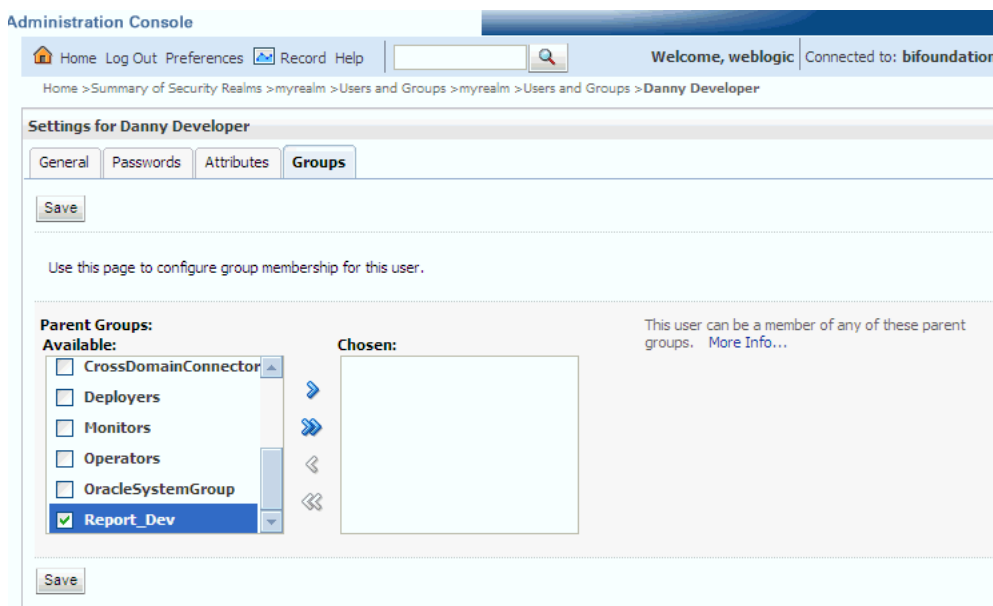 Administration Console
Home Log Out Preferences Record Help
Welcome, weblogic Connected to: bifoundation
Home >Summary of Security Realms >myrealm >Users and Groups >myrealm >Users and Groups >Danny Developer
Settings for Danny Developer
General Passwords Attributes Groups
Save
Use this page to configure group membership for this user.
Parent Groups:
Available:
Chosen:
CrossDomainConnector
Deployers
Monitors
Operators
OracleSystemGroup
Report_Dev
This user can be a member of any of these parent
groups. More Info...
Save